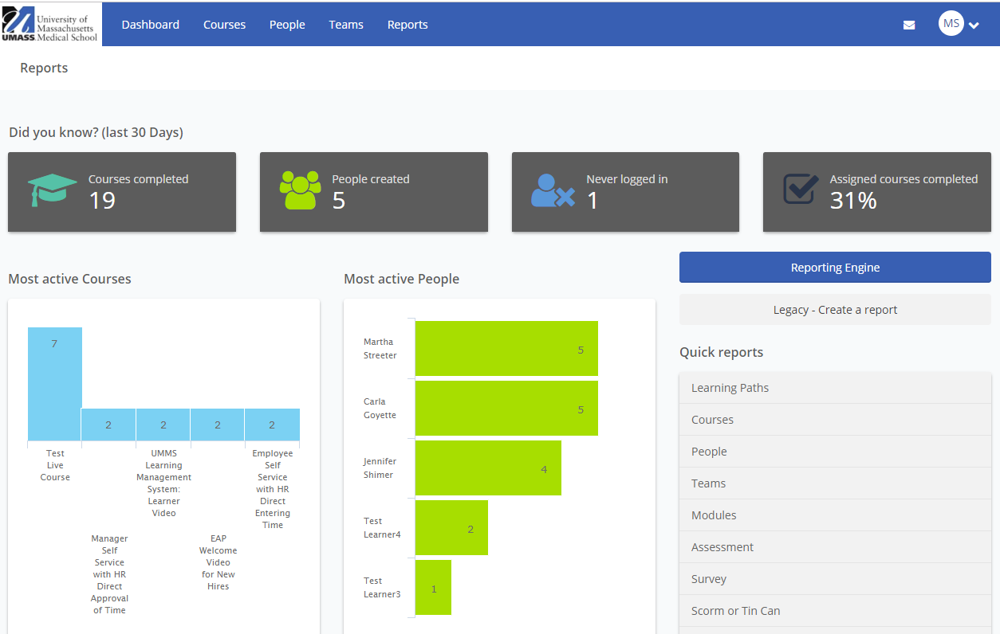 University of
Massachusetts
UMASS Medical School
Dashboard
Courses
People
Teams
Reports
MS
Reports
Did you know? (last 30 Days)
Courses completed
19
People created
5
Never logged in
1
Assigned courses completed
31%
Most active Courses
7
2
2
2
2
Test
Live
Course
Manager
Self
Service
with HR
Direct
Approval
of Time
UMMS
Learning
Management
System:
Learner
Video
EAP
Welcome
Video
for New
Hires
Employee
Self
Service
with HR
Direct
Entering
Time
Most active People
Martha
Streeter
5
Carla
Goyette
5
Jennifer
Shimer
4
Test
Learner4
2
Test
Learner3
1
Reporting Engine
Legacy - Create a report
Quick reports
Learning Paths
Courses
People
Teams
Modules
Assessment
Survey
Scorm or Tin Can